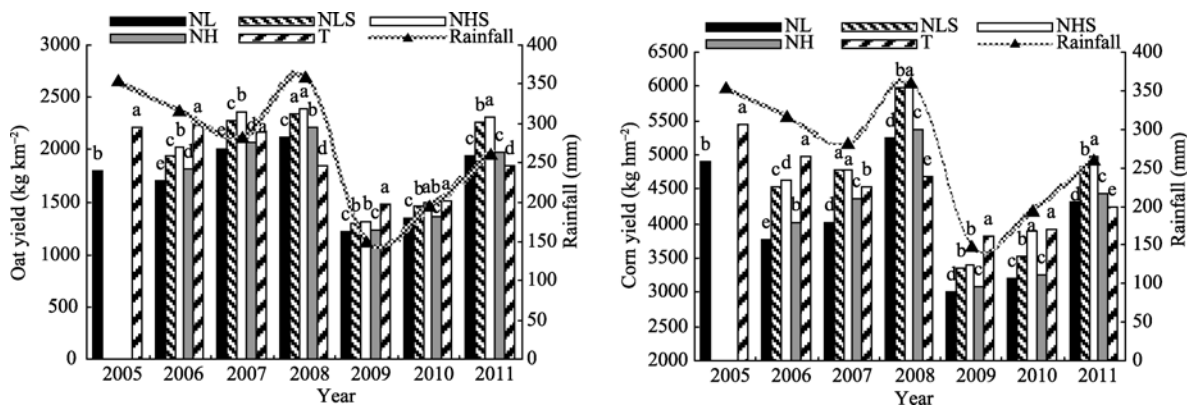 NL NLS NHS
NH T Rainfall
3000
2500
2000
1500
1000
500
0
400
350
300
250
200
150
100
50
0
Oat yield (kg km⁻²)
Rainfall (mm)
b a
e c b d a
c b d a
c a a b d
c b b c a
c b ab c a
c b a c d
2005 2006 2007 2008 2009 2010 2011
Year
NL NLS NHS
NH T Rainfall
6500
6000
5500
5000
4500
4000
3500
3000
2500
2000
400
350
300
250
200
150
100
50
0
Corn yield (kg hm⁻²)
Rainfall (mm)
b a
e c d c a
d a a c b
d b a c e
d b b d a
c b a c a
d b a c e
2005 2006 2007 2008 2009 2010 2011
Year